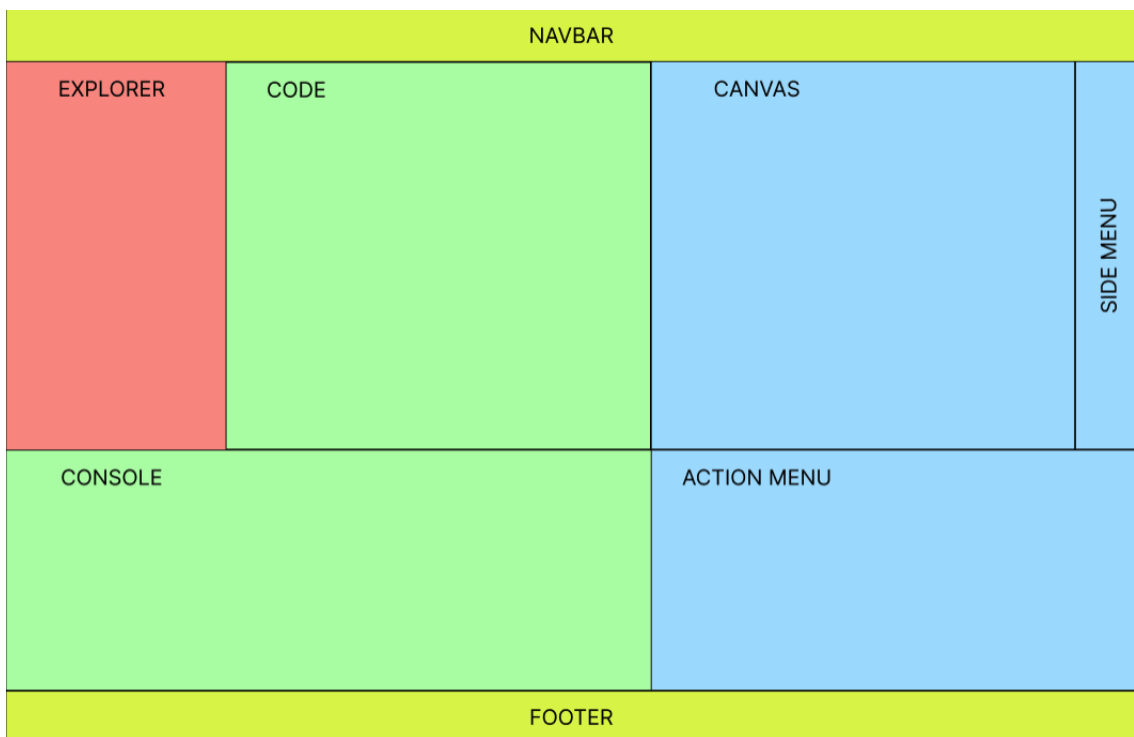 NAVBAR
EXPLORER
CODE
CANVAS
SIDE MENU
CONSOLE
ACTION MENU
FOOTER